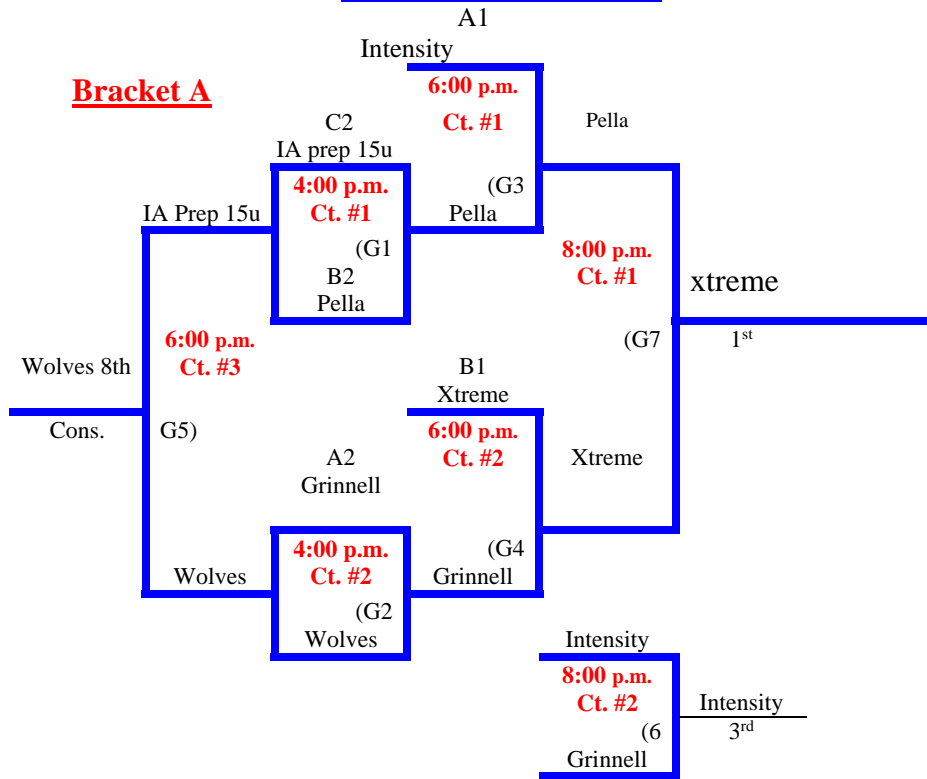 A1
Intensity
Bracket A
6:00 p.m.
Ct. #1
C2
IA prep 15u
Pella
4:00 p.m.
Ct. #1
(G3
IA Prep 15u
Pella
(G1
B2
Pella
8:00 p.m.
Ct. #1
xtreme
6:00 p.m.
Ct. #3
(G7
1st
Wolves 8th
B1
Xtreme
Cons.
G5)
6:00 p.m.
Ct. #2
A2
Grinnell
Xtreme
4:00 p.m.
Ct. #2
(G4
Wolves
Grinnell
(G2
Wolves
Intensity
8:00 p.m.
Ct. #2
Intensity
(6
3rd
Grinnell